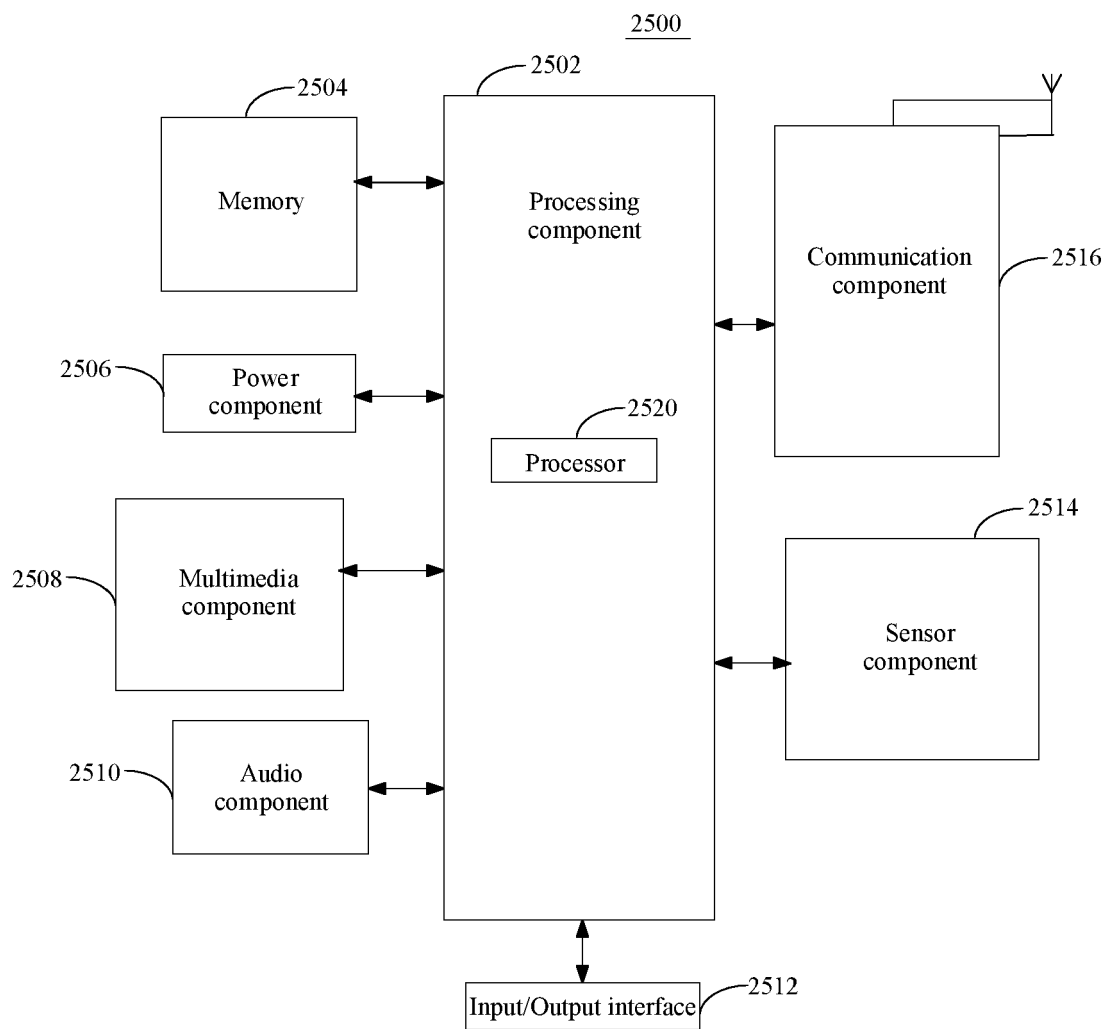 2500
2502
2504
Memory
Processing
component
Communication
component
2516
2506
Power
component
2520
Processor
2514
2508
Multimedia
component
Sensor
component
2510
Audio
component
Input/Output interface
2512